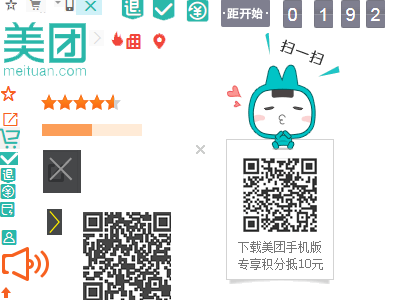 退
·距开始·
0 1 9 2
美团
meituan.com
扫一扫
退
下载美团手机版
专享积分抵10元